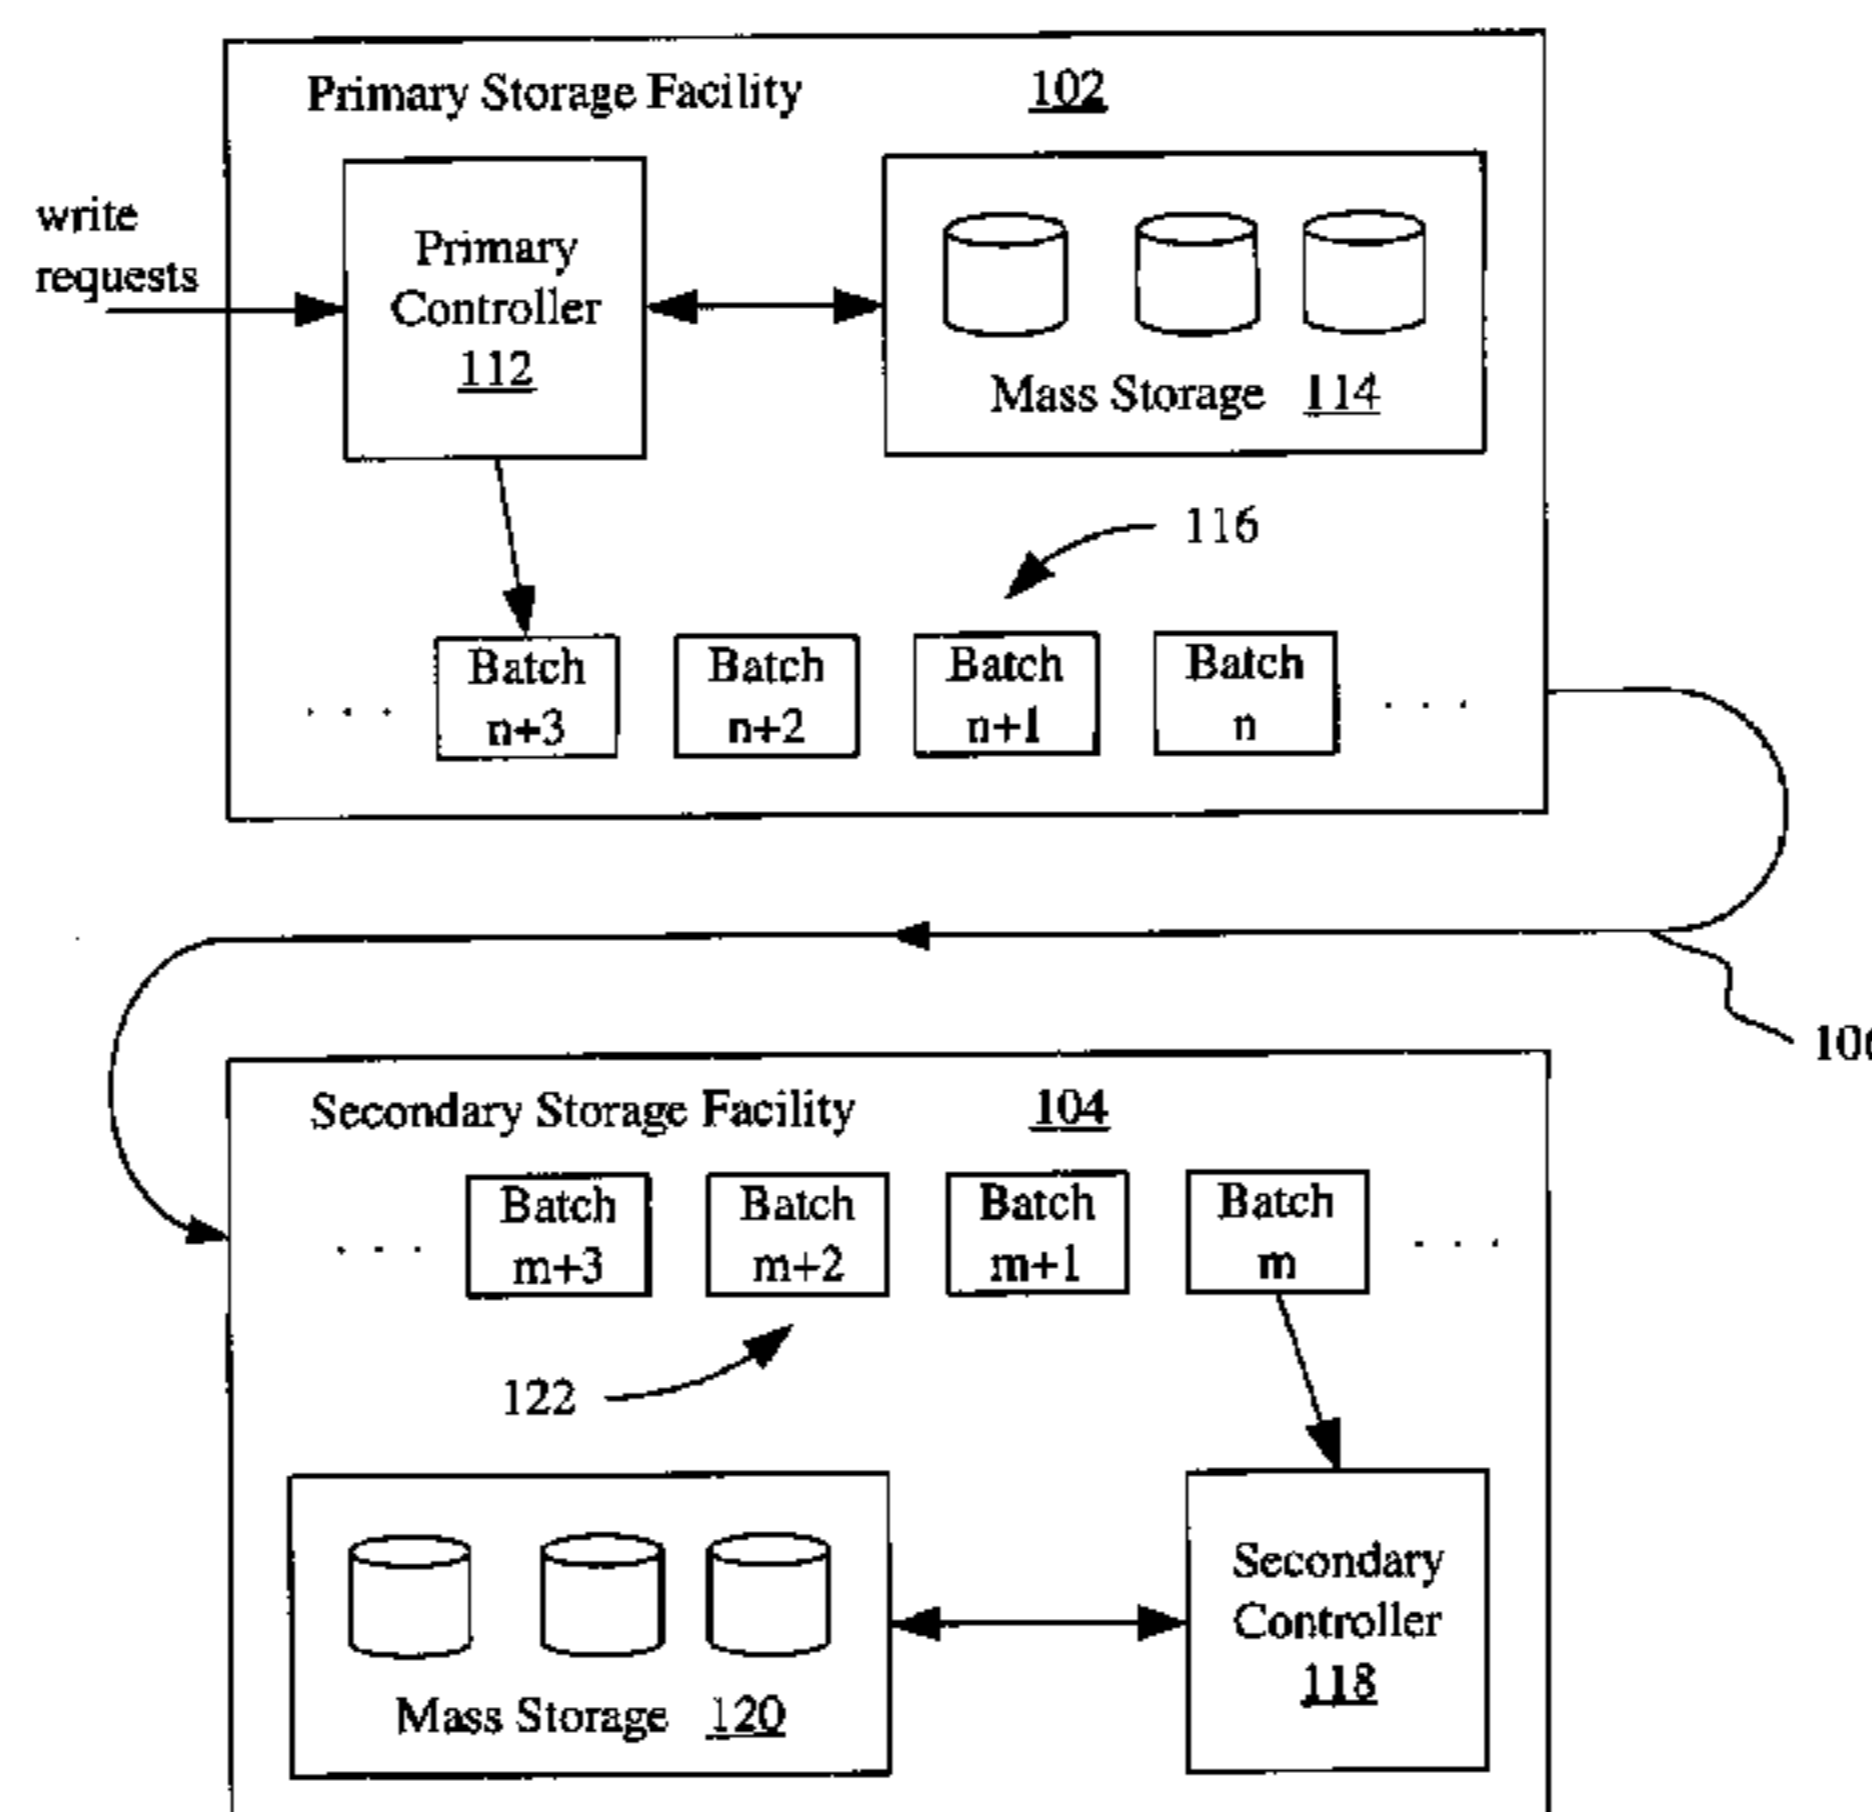 Primary Storage Facility 102
write
requests
Primary
Controller
112
Mass Storage 114
116
. . .
Batch
n+3
Batch
n+2
Batch
n+1
Batch
n
. . .
106
Secondary Storage Facility 104
. . .
Batch
m+3
Batch
m+2
Batch
m+1
Batch
m
. . .
122
Mass Storage 120
Secondary
Controller
118